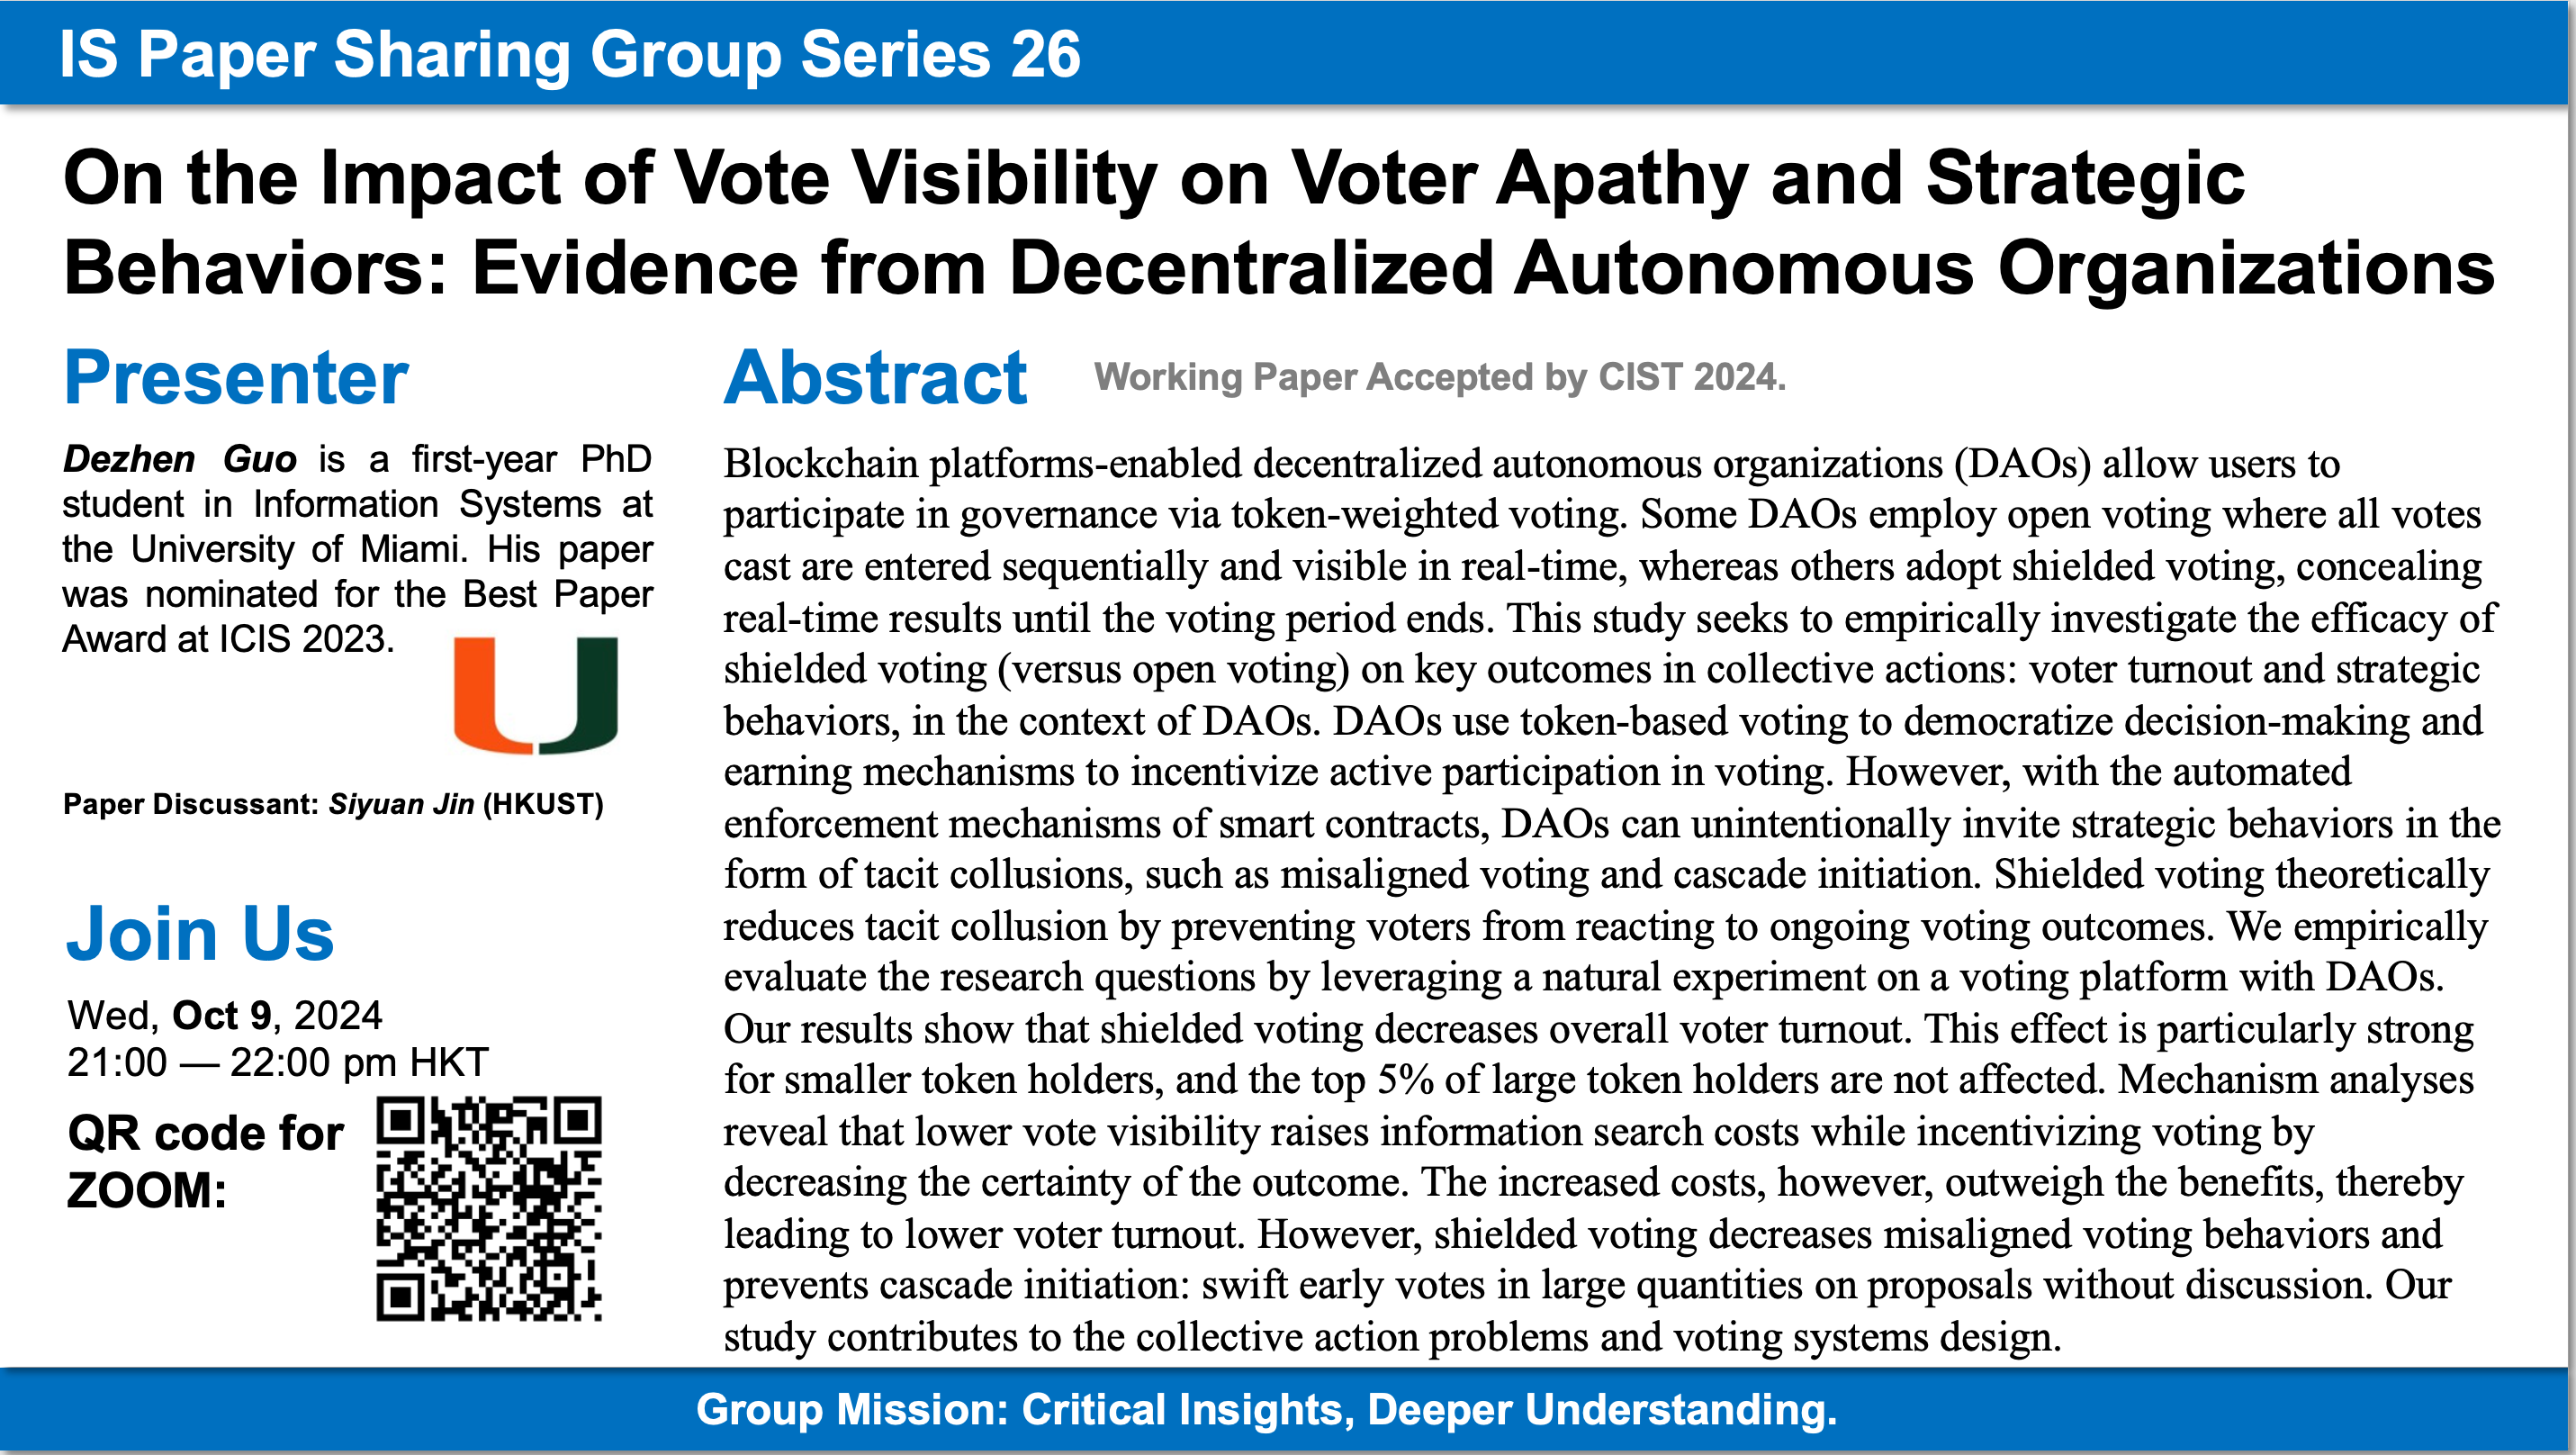 IS Paper Sharing Group Series 26
On the Impact of Vote Visibility on Voter Apathy and Strategic
Behaviors: Evidence from Decentralized Autonomous Organizations
Presenter
Dezhen Guo is a first-year PhD
student in Information Systems at
the University of Miami. His paper
was nominated for the Best Paper
Award at ICIS 2023.
Paper Discussant: Siyuan Jin (HKUST)
Join Us
Wed, Oct 9, 2024
21:00 — 22:00 pm HKT
QR code for
ZOOM:
Abstract
Working Paper Accepted by CIST 2024.
Blockchain platforms-enabled decentralized autonomous organizations (DAOs) allow users to
participate in governance via token-weighted voting. Some DAOs employ open voting where all votes
cast are entered sequentially and visible in real-time, whereas others adopt shielded voting, concealing
real-time results until the voting period ends. This study seeks to empirically investigate the efficacy of
shielded voting (versus open voting) on key outcomes in collective actions: voter turnout and strategic
behaviors, in the context of DAOs. DAOs use token-based voting to democratize decision-making and
earning mechanisms to incentivize active participation in voting. However, with the automated
enforcement mechanisms of smart contracts, DAOs can unintentionally invite strategic behaviors in the
form of tacit collusions, such as misaligned voting and cascade initiation. Shielded voting theoretically
reduces tacit collusion by preventing voters from reacting to ongoing voting outcomes. We empirically
evaluate the research questions by leveraging a natural experiment on a voting platform with DAOs.
Our results show that shielded voting decreases overall voter turnout. This effect is particularly strong
for smaller token holders, and the top 5% of large token holders are not affected. Mechanism analyses
reveal that lower vote visibility raises information search costs while incentivizing voting by
decreasing the certainty of the outcome. The increased costs, however, outweigh the benefits, thereby
leading to lower voter turnout. However, shielded voting decreases misaligned voting behaviors and
prevents cascade initiation: swift early votes in large quantities on proposals without discussion. Our
study contributes to the collective action problems and voting systems design.
Group Mission: Critical Insights, Deeper Understanding.